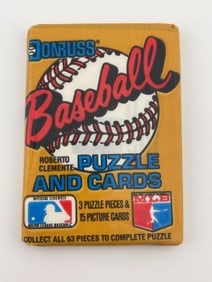 DONRUSS
Baseball
ROBERTO
CLEMENTE
PUZZLE
AND CARDS
3 PUZZLE PIECES &
15 PICTURE CARDS
MLB
COLLECT ALL 63 PIECES TO COMPLETE PUZZLE